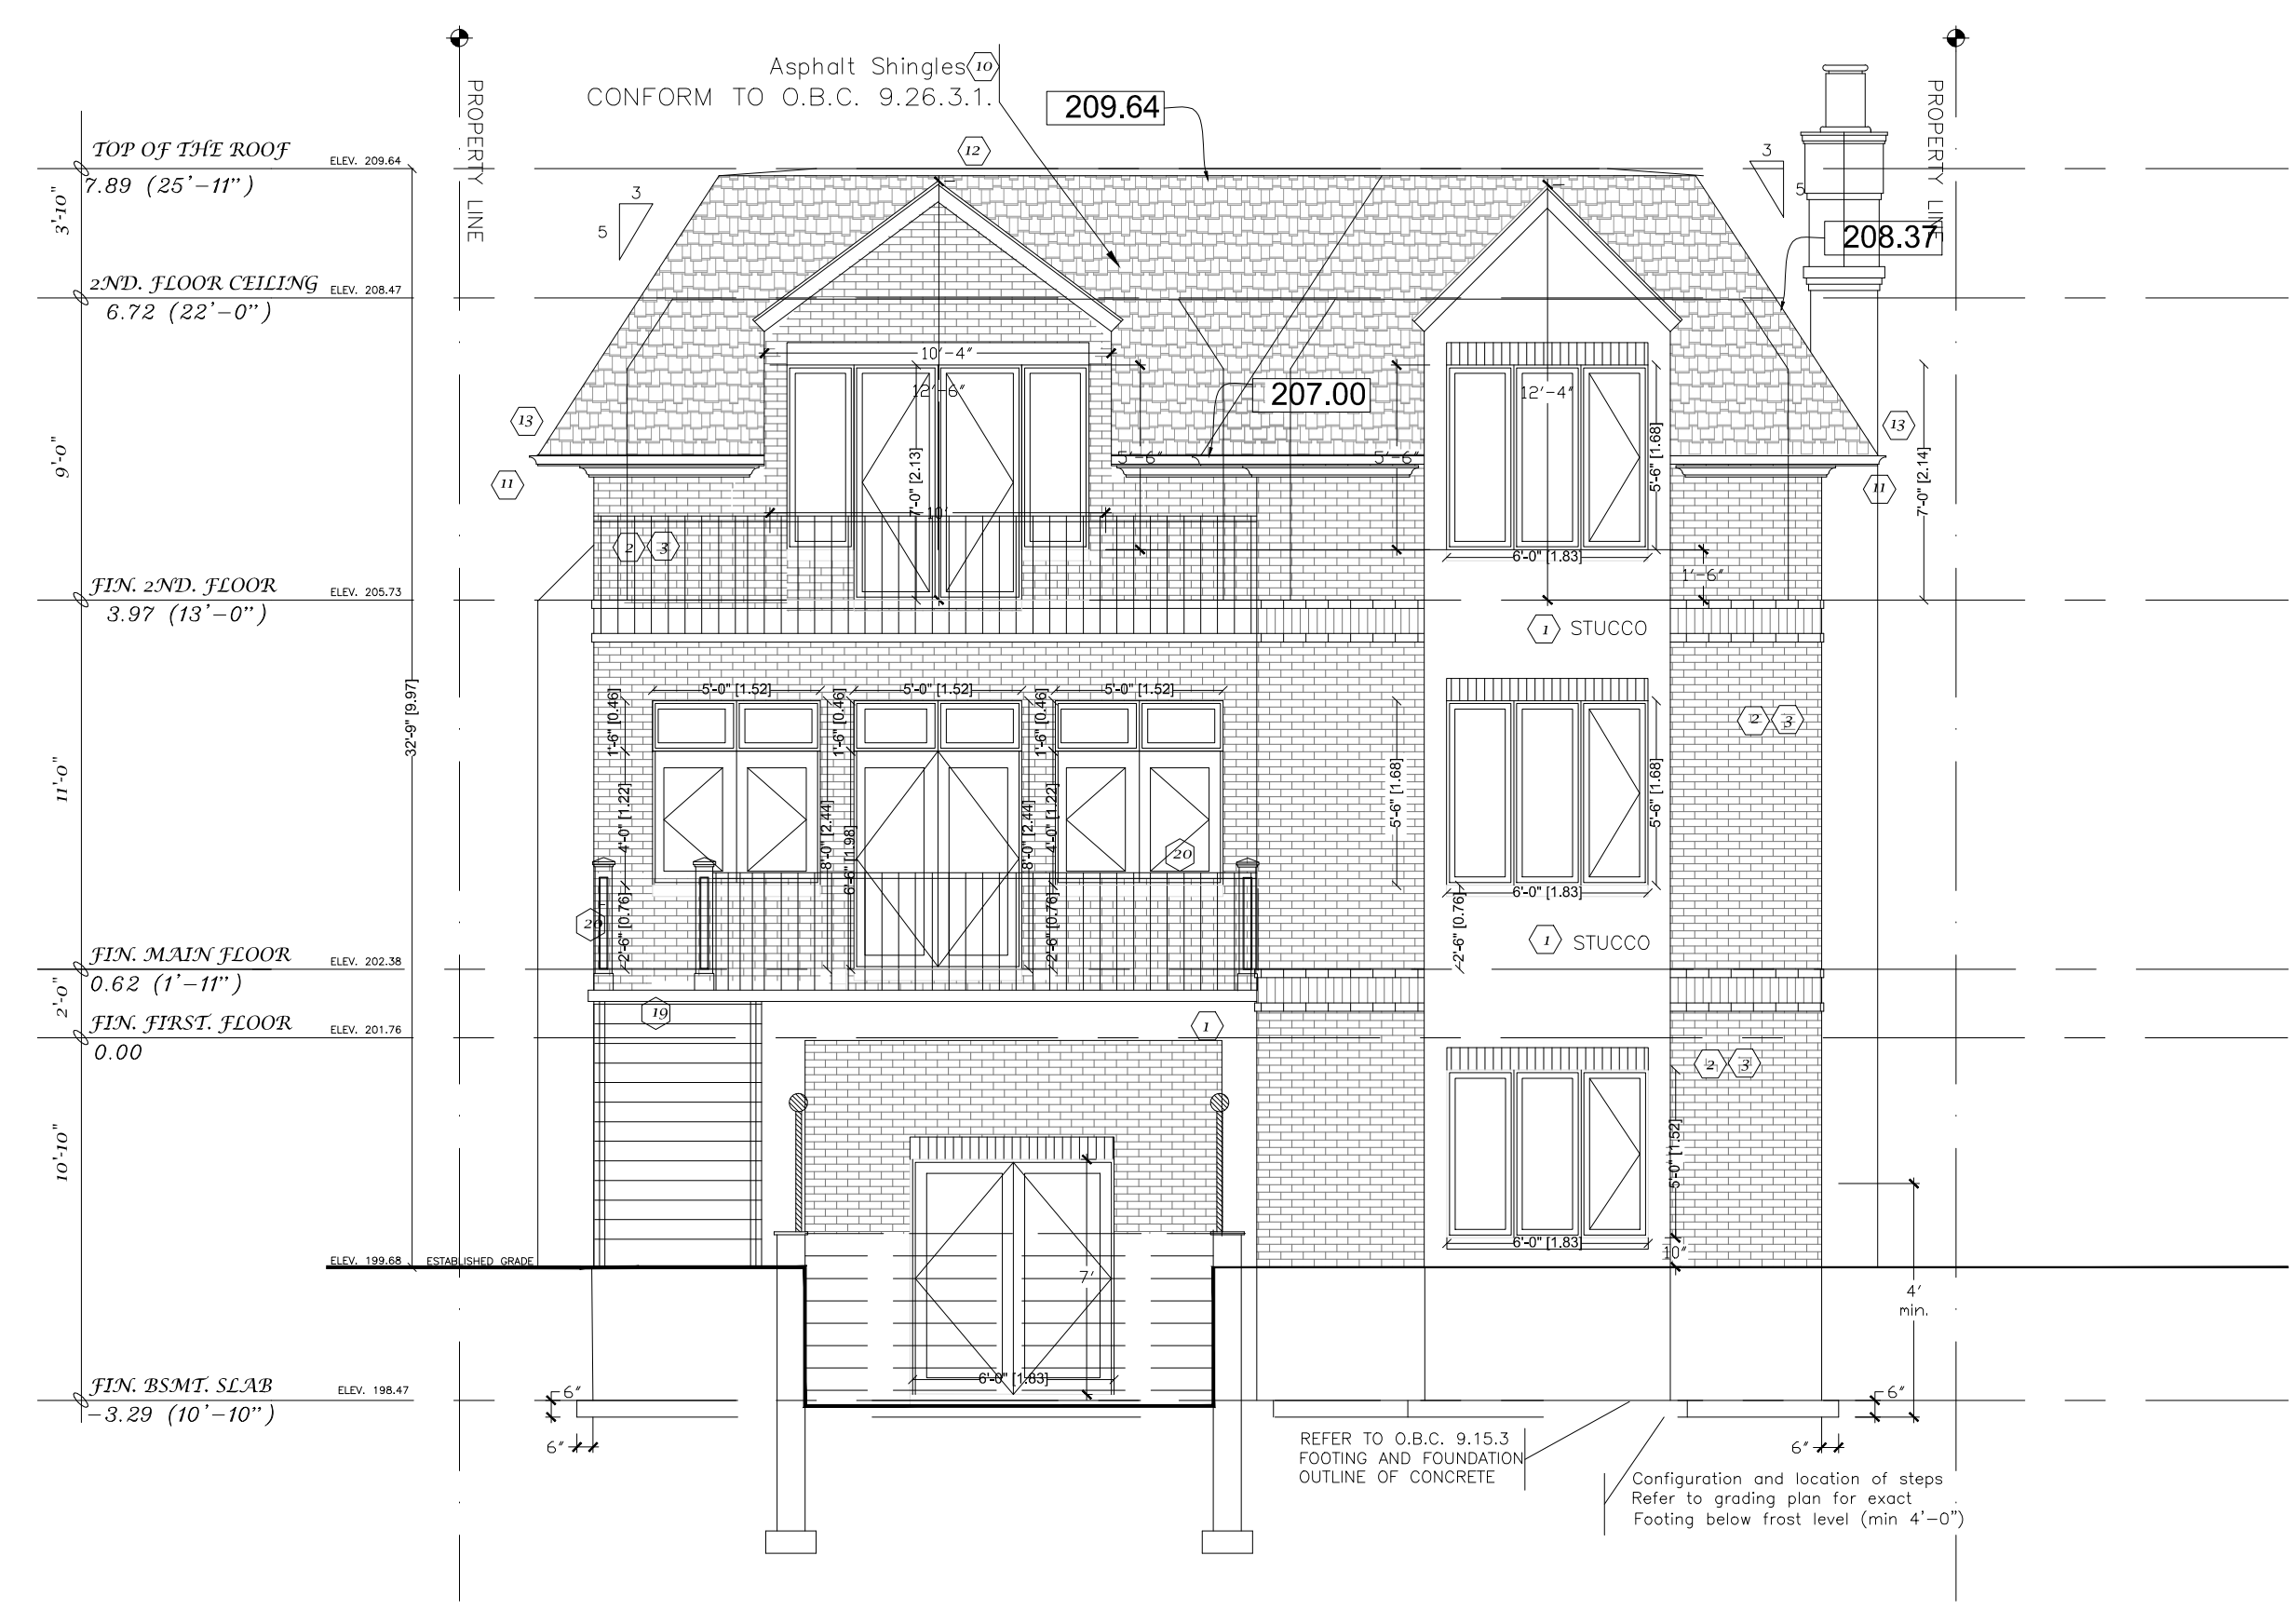 Asphalt Shingles 10
CONFORM TO O.B.C. 9.26.3.1.
209.64
PROPERTY LINE
PROPERTY LINE
12
TOP OF THE ROOF
ELEV. 209.64
7.89 (25'-11")
3'-10"
3
5
3
5
208.37
2ND. FLOOR CEILING
ELEV. 208.47
6.72 (22'-0")
10'-4"
12'-6"
207.00
12'-4"
13
13
9'-0"
5'-6"
5'-6"
5'-6" [1.68]
7'-0" [2.13]
7'-0" [2.14]
11
11
10'
2
3
6'-0" [1.83]
1'-6"
FIN. 2ND. FLOOR
ELEV. 205.73
3.97 (13'-0")
1 STUCCO
32'-9" [9.97]
5'-0" [1.52]
5'-0" [1.52]
5'-0" [1.52]
1'-6" [0.46]
1'-6" [0.46]
1'-6" [0.46]
2
3
11'-0"
4'-0" [1.22]
8'-0" [2.44]
6'-6" [1.98]
8'-0" [2.44]
4'-0" [1.22]
5'-6" [1.68]
5'-6" [1.68]
20
6'-0" [1.83]
20
2'-6" [0.76]
2'-6" [0.76]
2'-6" [0.76]
1 STUCCO
FIN. MAIN FLOOR
ELEV. 202.38
0.62 (1'-11")
2'-0"
19
1
FIN. FIRST. FLOOR
ELEV. 201.76
0.00
2
3
10'-10"
5'-0" [1.52]
6'-0" [1.83]
10"
ELEV. 199.68
ESTABLISHED GRADE
7'
4'
min.
6'-0" [1.83]
FIN. BSMT. SLAB
ELEV. 198.47
-3.29 (10'-10")
6"
6"
6"
6"
REFER TO O.B.C. 9.15.3
FOOTING AND FOUNDATION
OUTLINE OF CONCRETE
Configuration and location of steps
Refer to grading plan for exact
Footing below frost level (min 4'-0")